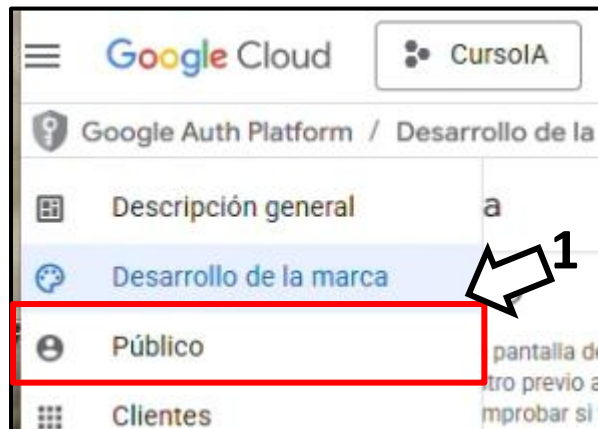 Google Cloud CursoIA
Google Auth Platform / Desarrollo de la
Descripción general a
Desarrollo de la marca
1
Público
pantalla de
Clientes
tro previo a
mprobar si